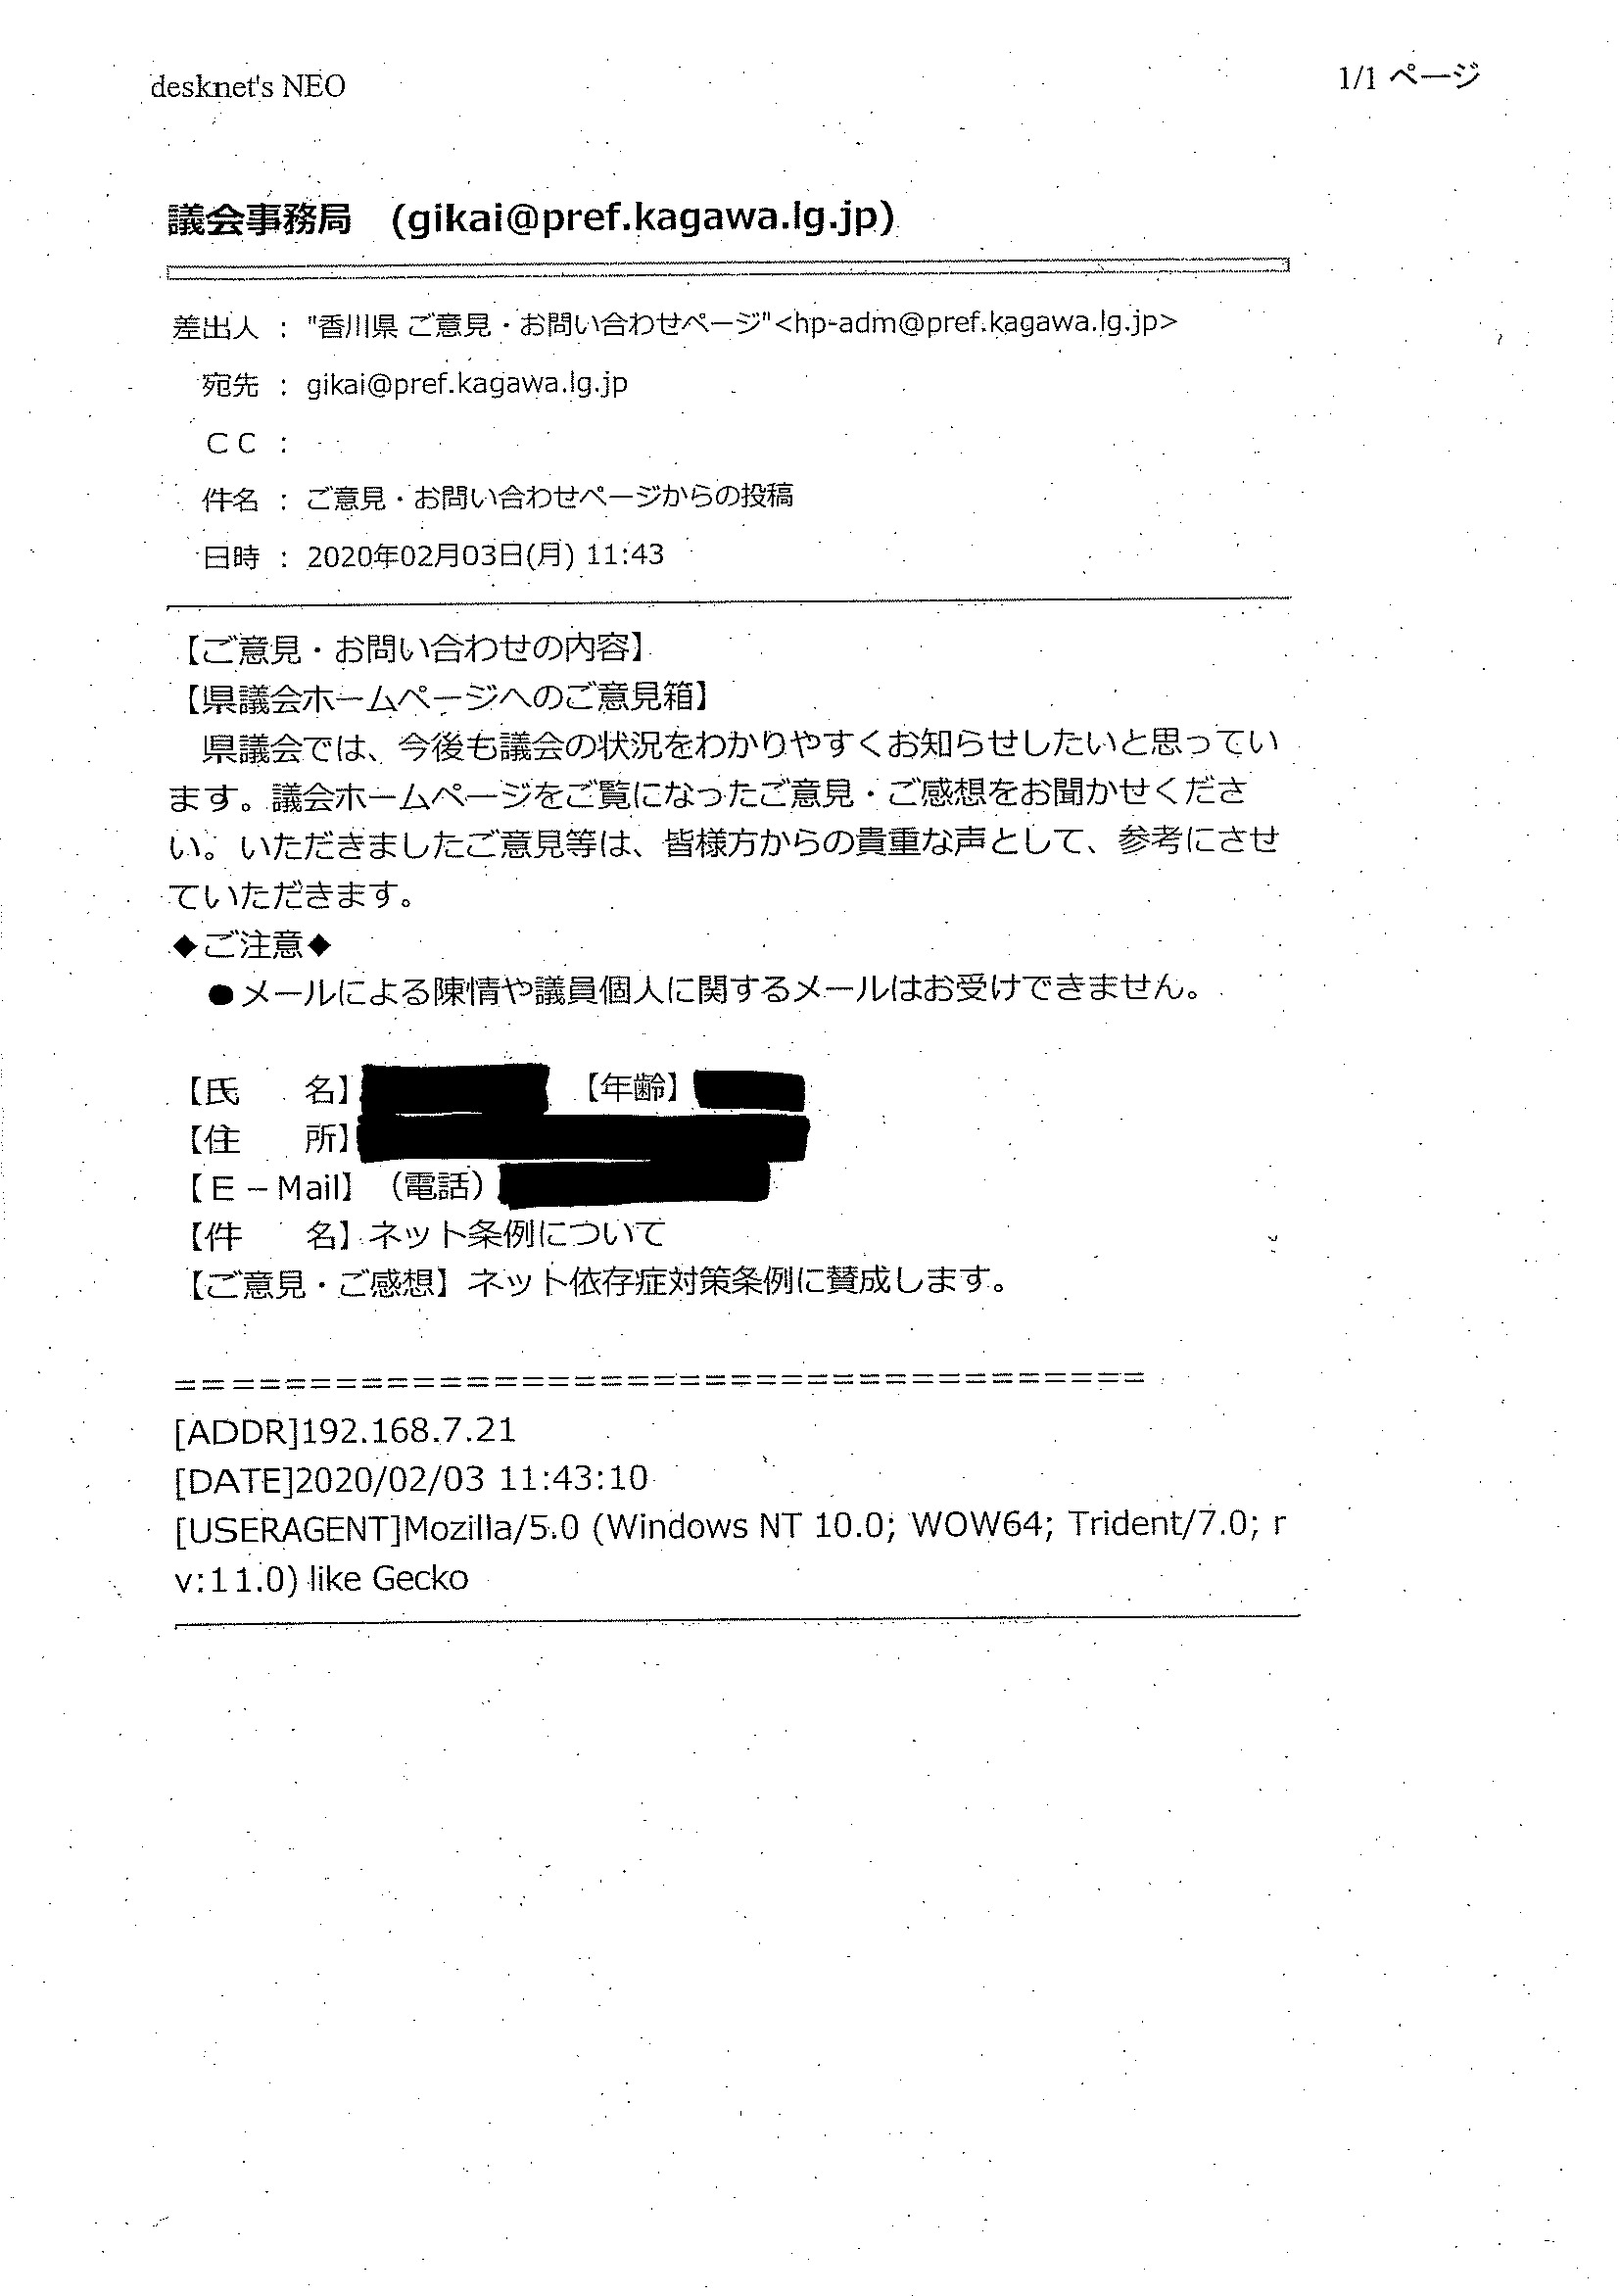 desknet's NEO
1/1 ページ
議会事務局 (gikai@pref.kagawa.lg.jp)
差出人 : "香川県 ご意見・お問い合わせページ"<hp-adm@pref.kagawa.lg.jp>
宛先 : gikai@pref.kagawa.lg.jp
CC :
件名 : ご意見・お問い合わせページからの投稿
日時 : 2020年02月03日(月) 11:43
【ご意見・お問い合わせの内容】
【県議会ホームページへのご意見箱】
県議会では、今後も議会の状況をわかりやすくお知らせしたいと思ってい
ます。議会ホームページをご覧になったご意見・ご感想をお聞かせくださ
い。いただきましたご意見等は、皆様方からの貴重な声として、参考にさせ
ていただきます。
◆ご注意◆
●メールによる陳情や議員個人に関するメールはお受けできません。
【氏　　名】 【年齢】
【住　　所】
【E－Mail】（電話）
【件　　名】ネット条例について
【ご意見・ご感想】ネット依存症対策条例に賛成します。
=====================================
[ADDR]192.168.7.21
[DATE]2020/02/03 11:43:10
[USERAGENT]Mozilla/5.0 (Windows NT 10.0; WOW64; Trident/7.0; r
v:11.0) like Gecko